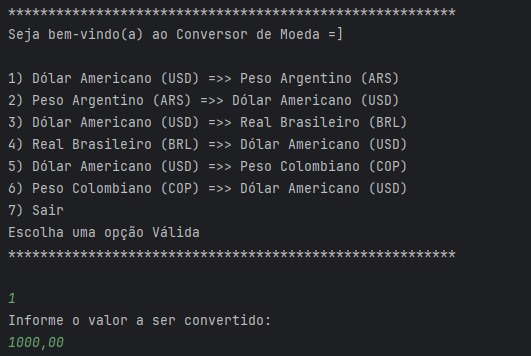 ********************************************************
Seja bem-vindo(a) ao Conversor de Moeda =]
1) Dólar Americano (USD) =>> Peso Argentino (ARS)
2) Peso Argentino (ARS) =>> Dólar Americano (USD)
3) Dólar Americano (USD) =>> Real Brasileiro (BRL)
4) Real Brasileiro (BRL) =>> Dólar Americano (USD)
5) Dólar Americano (USD) =>> Peso Colombiano (COP)
6) Peso Colombiano (COP) =>> Dólar Americano (USD)
7) Sair
Escolha uma opção Válida
********************************************************
1
Informe o valor a ser convertido:
1000,00